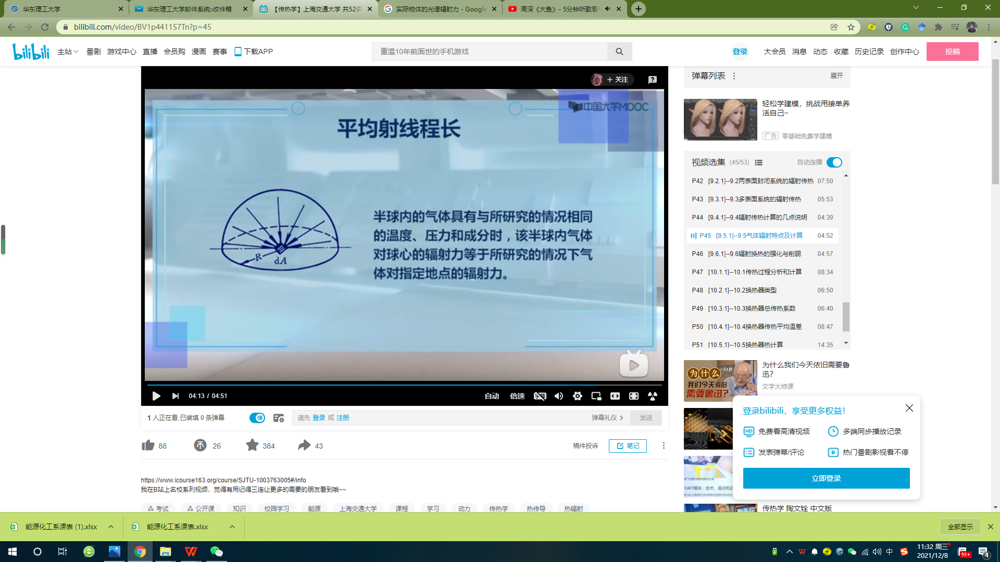 华东理工大学
华东理工大学邮件系统::收件箱
【传热学】上海交通大学 共52讲
实际物体的光谱辐射力 - Google
周深《大鱼》- 5分钟听歌看
bilibili.com/video/BV1p4411S7Tn?p=45
bilibili
主站
番剧
游戏中心
直播
会员购
漫画
赛事
下载APP
重温10年前面世的手机游戏
登录
大会员
消息
动态
收藏
历史记录
创作中心
投稿
+ 关注
中国大学MOOC
平均射线程长
半球内的气体具有与所研究的情况相同
的温度、压力和成分时，该半球内气体
对球心的辐射力等于所研究的情况下气
体对指定地点的辐射力。
R
dA
04:13 / 04:51
自动
倍速
字幕
1 人正在看,已装填 0 条弹幕
弹
请先 登录 或 注册
弹幕礼仪
发送
88
26
384
43
稿件投诉
笔记
https://www.icourse163.org/course/SJTU-1003763005#/info
我在B站上名校系列视频，觉得有用记得三连让更多的需要的朋友看到哦~~
考试
公开课
知识
校园学习
能源
上海交通大学
课程
学习
动力
传热学
热传导
热辐射
弹幕列表
展开
轻松学建模，挑战用接单养
活自己~
广告
零基础免费学建模
视频选集 (45/53)
自动连播
P42 [9.2.1]--9.2两表面封闭系统的辐射传热 07:50
P43 [9.3.1]--9.3多表面系统的辐射传热 05:53
P44 [9.4.1]--9.4辐射传热计算的几点说明 04:39
P45 [9.5.1]--9.5气体辐射特点及计算 04:52
P46 [9.6.1]--9.6辐射换热的强化与削弱 04:57
P47 [10.1.1]--10.1传热过程分析和计算 08:34
P48 [10.2.1]--10.2换热器类型 06:50
P49 [10.3.1]--10.3换热器总传热系数 06:40
P50 [10.4.1]--10.4换热器传热平均温差 08:47
P51 [10.5.1]--10.5换热器热计算 14:35
为什么
我们今天依旧
需要鲁迅?
为什么我们今天依旧需要鲁
迅?
文学大师课
IGBT模块：技术、驱动和应
传热学 陶文铨 中文版
登录bilibili，享受更多权益！
HD
免费看高清视频
多端同步播放记录
发表弹幕/评论
热门番剧影视看不停
立即登录
能源化工系课表 (1).xlsx
能源化工系课表.xlsx
全部显示
中
11:32 周三
2021/12/8
99+
4